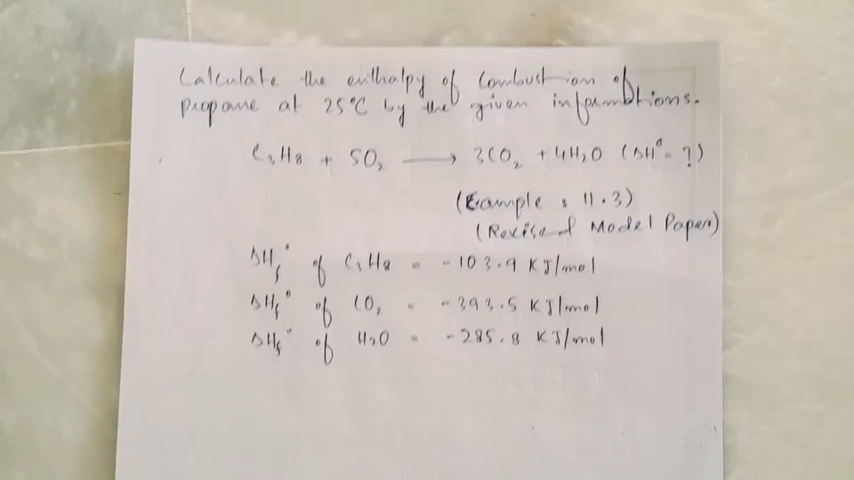 Calculate the enthalpy of Combustion of
propane at 25°C by the given informations.
C₃H₈ + 5O₂ ⟶ 3CO₂ + 4H₂O (ΔH° = ?)
(Example : 11.3)
(Revised Model Paper)
ΔHf° of C₃H₈ = -103.9 KJ/mol
ΔHf° of CO₂ = -393.5 KJ/mol
ΔHf° of H₂O = -285.8 KJ/mol